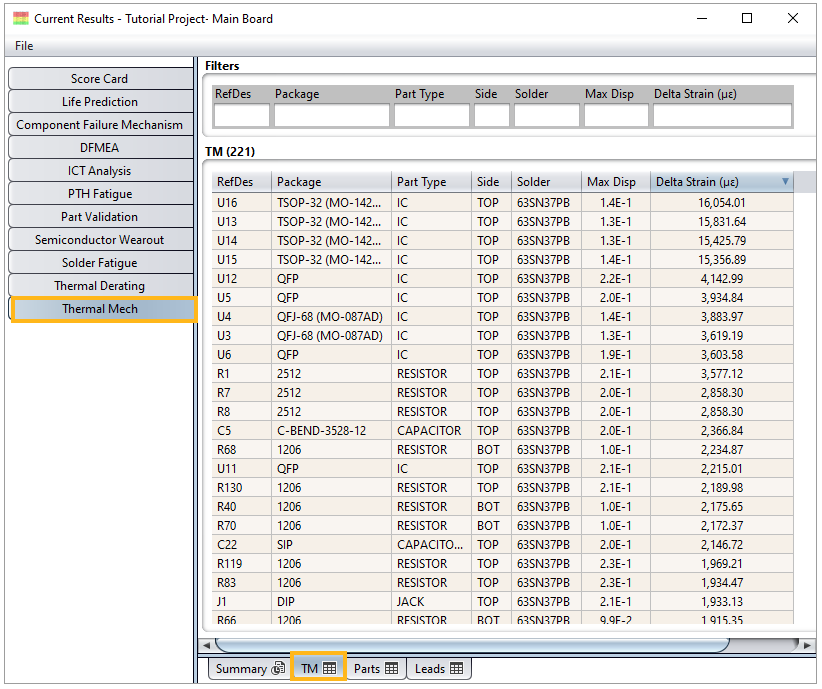 Current Results - Tutorial Project- Main Board
File
Score Card
Life Prediction
Component Failure Mechanism
DFMEA
ICT Analysis
PTH Fatigue
Part Validation
Semiconductor Wearout
Solder Fatigue
Thermal Derating
Thermal Mech
Filters
RefDes Package Part Type Side Solder Max Disp Delta Strain (µε)
TM (221)
RefDes Package Part Type Side Solder Max Disp Delta Strain (µε)
U16 TSOP-32 (MO-142... IC TOP 63SN37PB 1.4E-1 16,054.01
U13 TSOP-32 (MO-142... IC TOP 63SN37PB 1.3E-1 15,831.64
U14 TSOP-32 (MO-142... IC TOP 63SN37PB 1.3E-1 15,425.79
U15 TSOP-32 (MO-142... IC TOP 63SN37PB 1.4E-1 15,356.89
U12 QFP IC TOP 63SN37PB 2.2E-1 4,142.99
U5 QFP IC TOP 63SN37PB 2.0E-1 3,934.84
U4 QFJ-68 (MO-087AD) IC TOP 63SN37PB 1.4E-1 3,883.97
U3 QFJ-68 (MO-087AD) IC TOP 63SN37PB 1.3E-1 3,619.19
U6 QFP IC TOP 63SN37PB 1.9E-1 3,603.58
R1 2512 RESISTOR TOP 63SN37PB 2.1E-1 3,577.12
R7 2512 RESISTOR TOP 63SN37PB 2.0E-1 2,858.30
R8 2512 RESISTOR TOP 63SN37PB 2.0E-1 2,858.30
C5 C-BEND-3528-12 CAPACITOR TOP 63SN37PB 2.0E-1 2,366.84
R68 1206 RESISTOR BOT 63SN37PB 1.0E-1 2,234.87
U11 QFP IC TOP 63SN37PB 2.1E-1 2,215.01
R130 1206 RESISTOR TOP 63SN37PB 2.1E-1 2,189.98
R40 1206 RESISTOR BOT 63SN37PB 1.0E-1 2,175.65
R70 1206 RESISTOR BOT 63SN37PB 1.0E-1 2,172.37
C22 SIP CAPACITO... TOP 63SN37PB 2.0E-1 2,146.72
R119 1206 RESISTOR TOP 63SN37PB 2.3E-1 1,969.21
R83 1206 RESISTOR TOP 63SN37PB 2.3E-1 1,934.47
J1 DIP JACK TOP 63SN37PB 2.1E-1 1,933.13
R66 1206 RESISTOR BOT 63SN37PB 9.9E-2 1,915.35
Summary TM Parts Leads